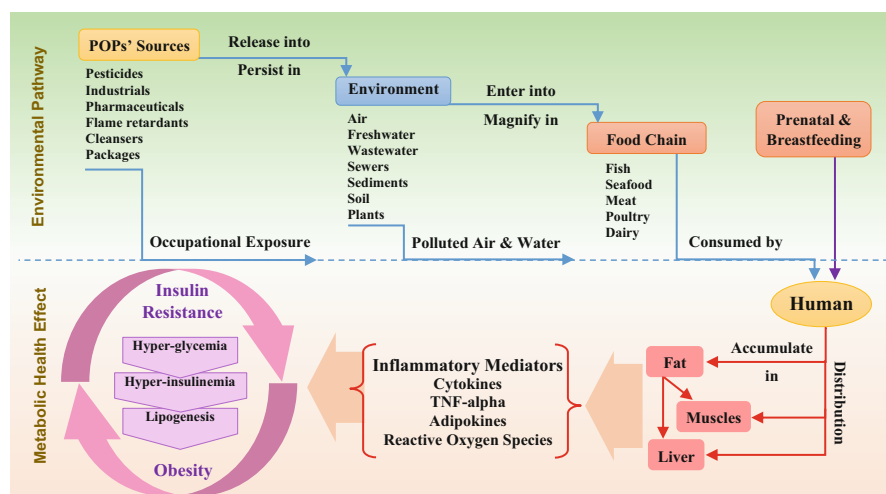 Environmental Pathway
POPs' Sources
Pesticides
Industrials
Pharmaceuticals
Flame retardants
Cleansers
Packages
Release into
Persist in
Environment
Air
Freshwater
Wastewater
Sewers
Sediments
Soil
Plants
Enter into
Magnify in
Food Chain
Fish
Seafood
Meat
Poultry
Dairy
Prenatal &
Breastfeeding
Occupational Exposure
Polluted Air & Water
Consumed by
Metabolic Health Effect
Human
Accumulate
in
Distribution
Fat
Muscles
Liver
Inflammatory Mediators
Cytokines
TNF-alpha
Adipokines
Reactive Oxygen Species
Insulin
Resistance
Hyper-glycemia
Hyper-insulinemia
Lipogenesis
Obesity